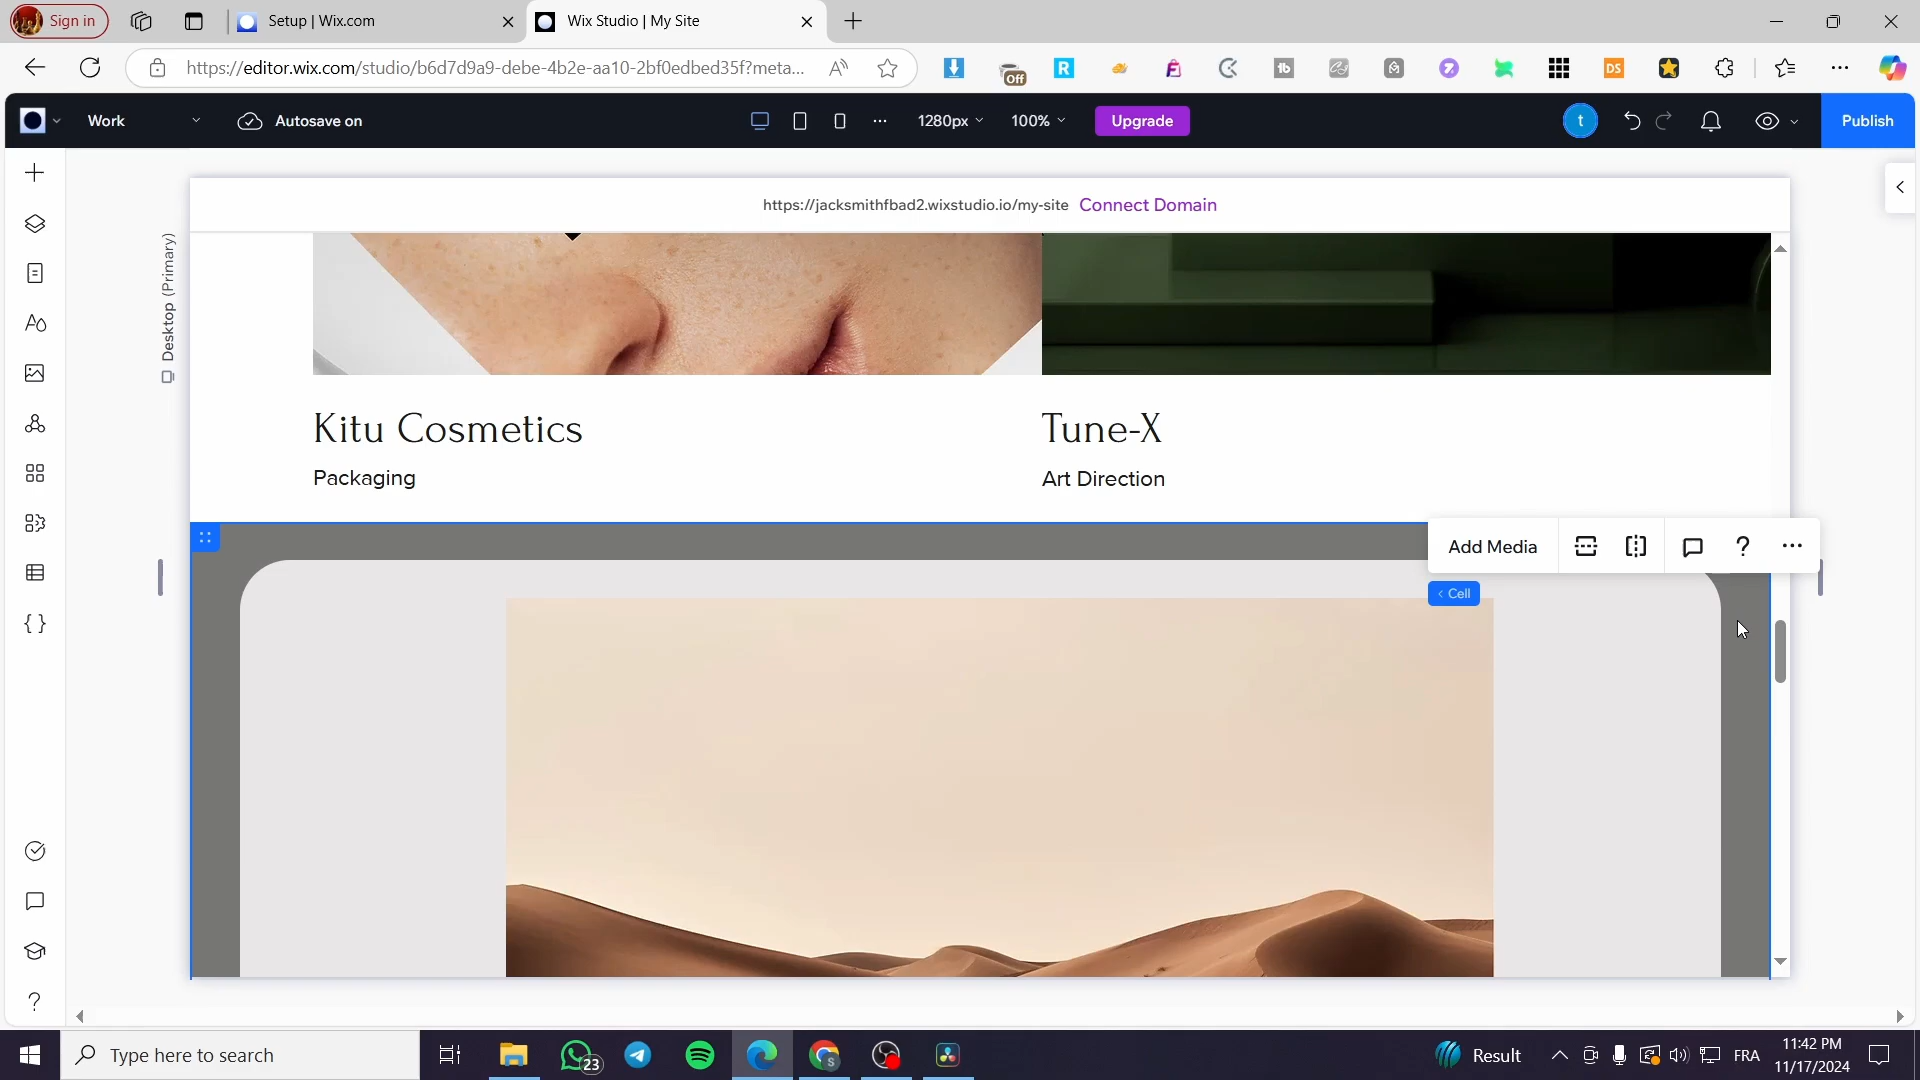 Sign in
Setup | Wix.com
Wix Studio | My Site
https://editor.wix.com/studio/b6d7d9a9-debe-4b2e-aa10-2bf0edbed35f?meta...
Off
DS
Work
Autosave on
1280px
100%
Upgrade
t
Publish
https://jacksmithfbad2.wixstudio.io/my-site Connect Domain
Desktop (Primary)
Kitu Cosmetics
Packaging
Tune-X
Art Direction
Add Media
< Cell
Type here to search
23
Result
FRA
11:42 PM
11/17/2024